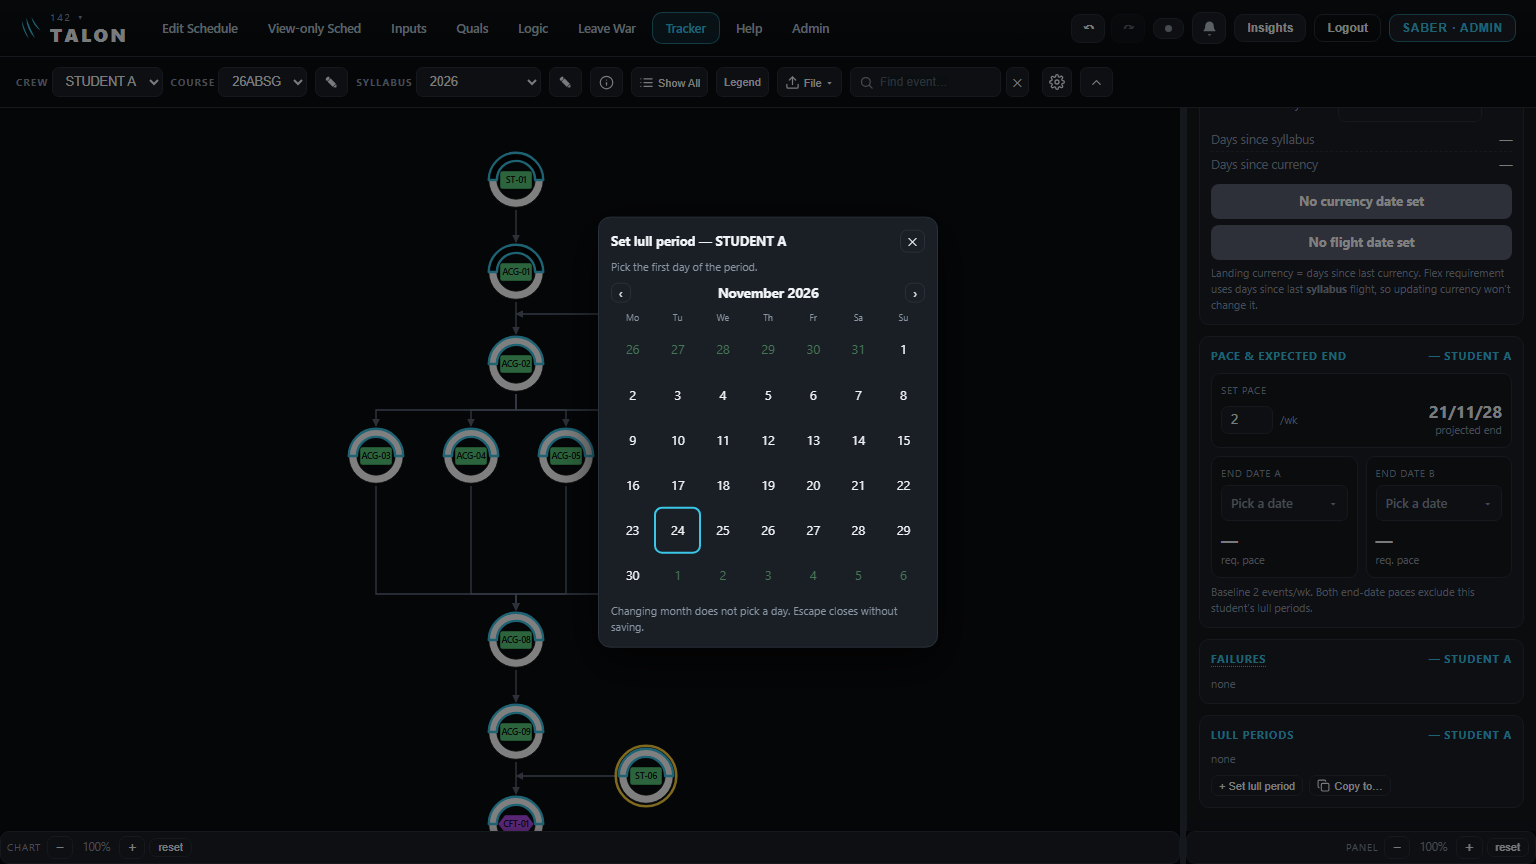 142
TALON
Edit Schedule
View-only Sched
Inputs
Quals
Logic
Leave War
Tracker
Help
Admin
Insights
Logout
SABER · ADMIN
CREW
STUDENT A
COURSE
26ABSG
SYLLABUS
2026
Show All
Legend
File
Find event…
ST-01
ACG-01
ACG-02
ACG-03
ACG-04
ACG-05
ACG-08
ACG-09
ST-06
CFT-01
Set lull period — STUDENT A
Pick the first day of the period.
November 2026
Mo Tu We Th Fr Sa Su
26 27 28 29 30 31 1
2 3 4 5 6 7 8
9 10 11 12 13 14 15
16 17 18 19 20 21 22
23 24 25 26 27 28 29
30 1 2 3 4 5 6
Changing month does not pick a day. Escape closes without
saving.
Days since syllabus —
Days since currency —
No currency date set
No flight date set
Landing currency = days since last currency. Flex requirement
uses days since last syllabus flight, so updating currency won't
change it.
PACE & EXPECTED END — STUDENT A
SET PACE
2 /wk
21/11/28
projected end
END DATE A
Pick a date
—
req. pace
END DATE B
Pick a date
—
req. pace
Baseline 2 events/wk. Both end-date paces exclude this
student's lull periods.
FAILURES — STUDENT A
none
LULL PERIODS — STUDENT A
none
+ Set lull period
Copy to…
CHART − 100% + reset
PANEL − 100% + reset